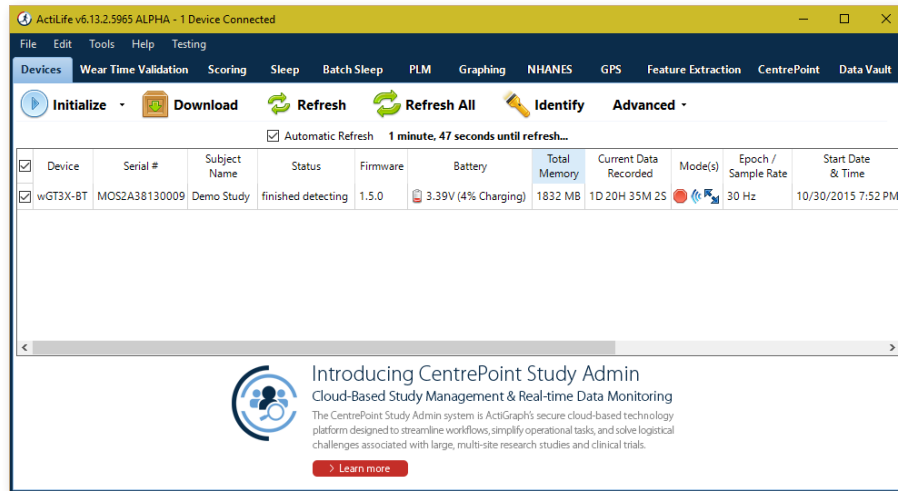 ActiLife v6.13.2.5965 ALPHA - 1 Device Connected
File Edit Tools Help Testing
Devices Wear Time Validation Scoring Sleep Batch Sleep PLM Graphing NHANES GPS Feature Extraction CentrePoint Data Vault
Initialize Download Refresh Refresh All Identify Advanced
Automatic Refresh 1 minute, 47 seconds until refresh...
Device Serial # Subject Name Status Firmware Battery Total Memory Current Data Recorded Mode(s) Epoch / Sample Rate Start Date & Time
wGT3X-BT MOS2A38130009 Demo Study finished detecting 1.5.0 3.39V (4% Charging) 1832 MB 1D 20H 35M 2S 30 Hz 10/30/2015 7:52 PM
Introducing CentrePoint Study Admin
Cloud-Based Study Management & Real-time Data Monitoring
The CentrePoint Study Admin system is ActiGraph's secure cloud-based technology
platform designed to streamline workflows, simplify operational tasks, and solve logistical
challenges associated with large, multi-site research studies and clinical trials.
> Learn more